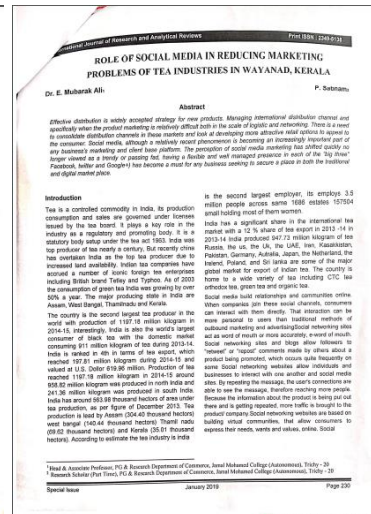 International Journal of Research and Analytical Reviews
Print ISSN : 2349-5138
ROLE OF SOCIAL MEDIA IN REDUCING MARKETING
PROBLEMS OF TEA INDUSTRIES IN WAYANAD, KERALA
Dr. E. Mubarak Ali¹
P. Sabnam²
Abstract
Effective distribution is widely accepted strategy for new products. Managing international distribution channel and
specifically when the product marketing is relatively difficult both in the scale of logistic and networking. There is a need
to consolidate distribution channels in these markets and look at developing more attractive retail options to appeal to
the consumer. Social media, although a relatively recent phenomenon is becoming an increasingly important part of
any business's marketing and client base platform. The perception of social media marketing has shifted quickly no
longer viewed as a trendy or passing fad, having a flexible and well managed presence in each of the "big three"
Facebook, twitter and Google+) has become a must for any business seeking to secure a place in both the traditional
and digital market place.
Introduction
Tea is a controlled commodity in India, its production
consumption and sales are governed under licenses
issued by the tea board. It plays a key role in the
industry as a regulatory and promoting body. It is a
statutory body setup under the tea act 1953. India was
top producer of tea nearly a century. But recently china
has overtaken India as the top tea producer due to
increased land availability. Indian tea companies have
accrued a number of iconic foreign tea enterprises
including British brand Tetley and Typhoo. As of 2003
the consumption of green tea India was growing by over
50% a year. The major producing state in India are
Assam, West Bangal, Thamilnadu and Kerala.
The country is the second largest tea producer in the
world with production of 1197.18 million kilogram in
2014-15, Interestingly, India is also the world's largest
consumer of black tea with the domestic market
consuming 911 million kilogram of tea during 2013-14.
India is ranked in 4th in terms of tea export, which
reached 197.81 million kilogram during 2014-15 and
valued at U.S. Dollor 619.96 million. Production of tea
reached 1197.18 million kilogram in 2014-15 around
958.82 million kilogram was produced in north india and
241.36 million kilogram was produced in south india.
India has around 563.98 thousand hectors of area under
tea production, as per figure of December 2013. Tea
production is lead by Assam (304.40 thousand hectors)
west bangal (140.44 thousand hectors) Thamil nadu
(69.62 thousand hectors) and Kerala (35.01 thousand
hectors). According to estimate the tea industry is india
is the second largest employer, its employs 3.5
million people across same 1686 estates 157504
small holding most of them women.
India has a significant share in the international tea
market with a 12 % share of tea export in 2013 -14 in
2013-14 India produced 947.73 million kilogram of tea
Russia, the us, the Uk, the UAE, Iran, Kasakistan,
Pakistan, Germany, Autsalia, Japan, the Netherland, the
Ireland, Poland, and Sri lanka are some of the major
global market for export of indian tea. The country is
home to a wide variety of tea including CTC tea
orthodox tea, green tea and organic tea.
Social media build relationships and communities online.
When companies join these social channels, consumers
can interact with them directly. That interaction can be
more personal to users than traditional methods of
outbound marketing and advertisingSocial networking sites
act as word of mouth or more accurately, e-word of mouth.
Social networking sites and blogs allow followers to
"retweet" or "repost" comments made by others about a
product being promoted, which occurs quite frequently on
some Social networking websites allow individuals and
businesses to interact with one another and social media
sites. By repeating the message, the user's connections are
able to see the message, therefore reaching more people.
Because the information about the product is being put out
there and is getting repeated, more traffic is brought to the
product company Social networking websites are based on
building virtual communities, that allow consumers to
express their needs, wants and values, online. Social
¹ Head & Associate Professor, PG & Research Department of Commerce, Jamal Mohamed College (Autonomous), Trichy - 20
² Research Scholar (Part Time), PG & Research Department of Commerce, Jamal Mohamed College (Autonomous), Trichy - 20
Special Issue
January 2019
Page 230